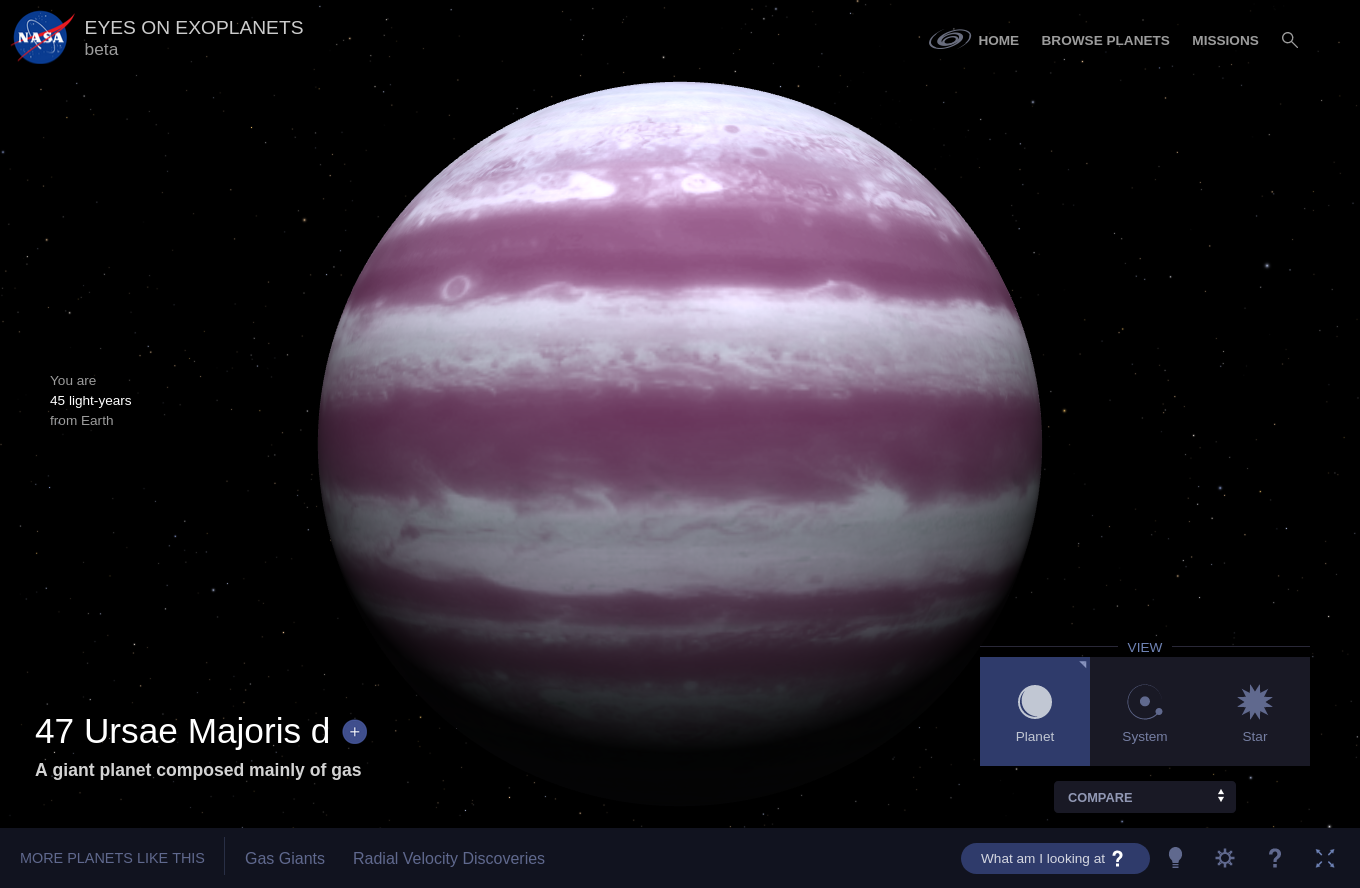 NASA
EYES ON EXOPLANETS
beta
HOME
BROWSE PLANETS
MISSIONS
You are
45 light-years
from Earth
VIEW
Planet
System
Star
47 Ursae Majoris d +
A giant planet composed mainly of gas
COMPARE
MORE PLANETS LIKE THIS
Gas Giants
Radial Velocity Discoveries
What am I looking at ?
?